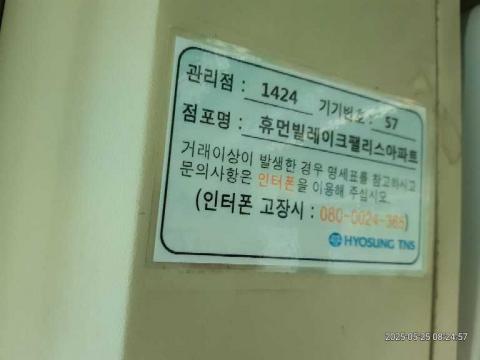 관리점 : 1424 기기번호 : 57
점포명 : 휴먼빌레이크팰리스아파트
거래이상이 발생한 경우 명세표를 참고하시고
문의사항은 인터폰을 이용해 주십시오.
(인터폰 고장시 : 080-0024-365)
HYOSUNG TNS
2025-05-25 08:24:57